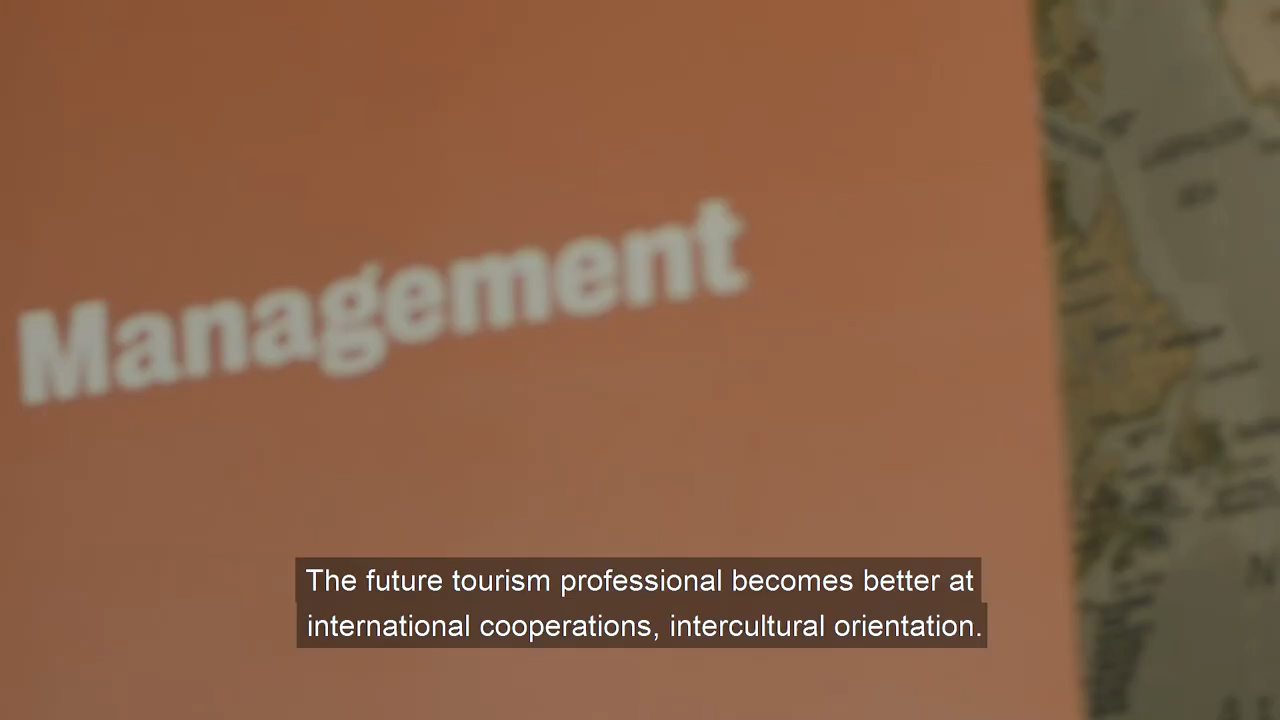 Management
The future tourism professional becomes better at
international cooperations, intercultural orientation.